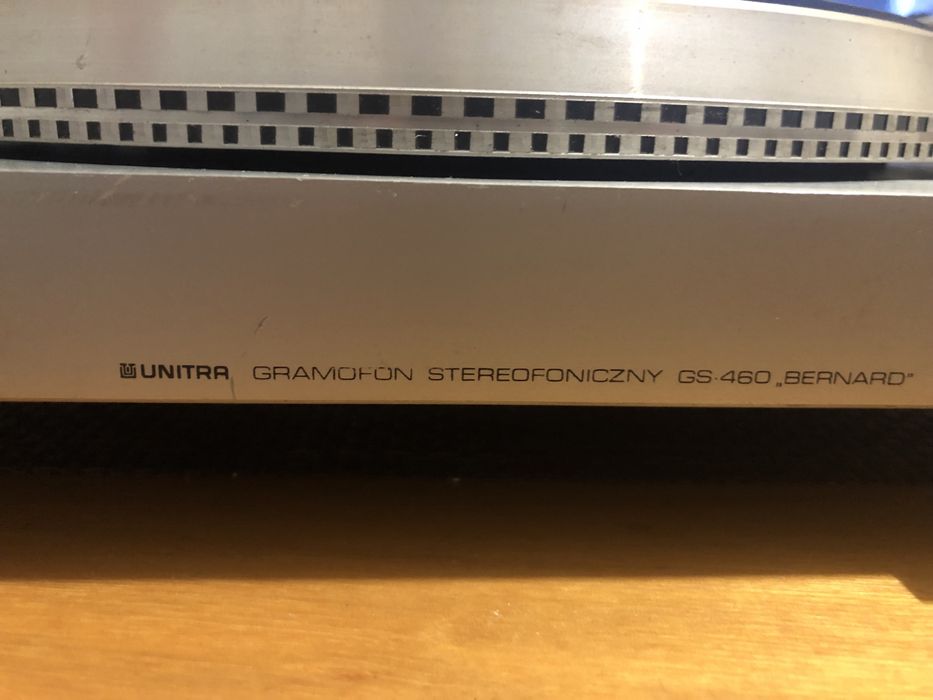 UNITRA GRAMOFON STEREOFONICZNY GS-460 „BERNARD”